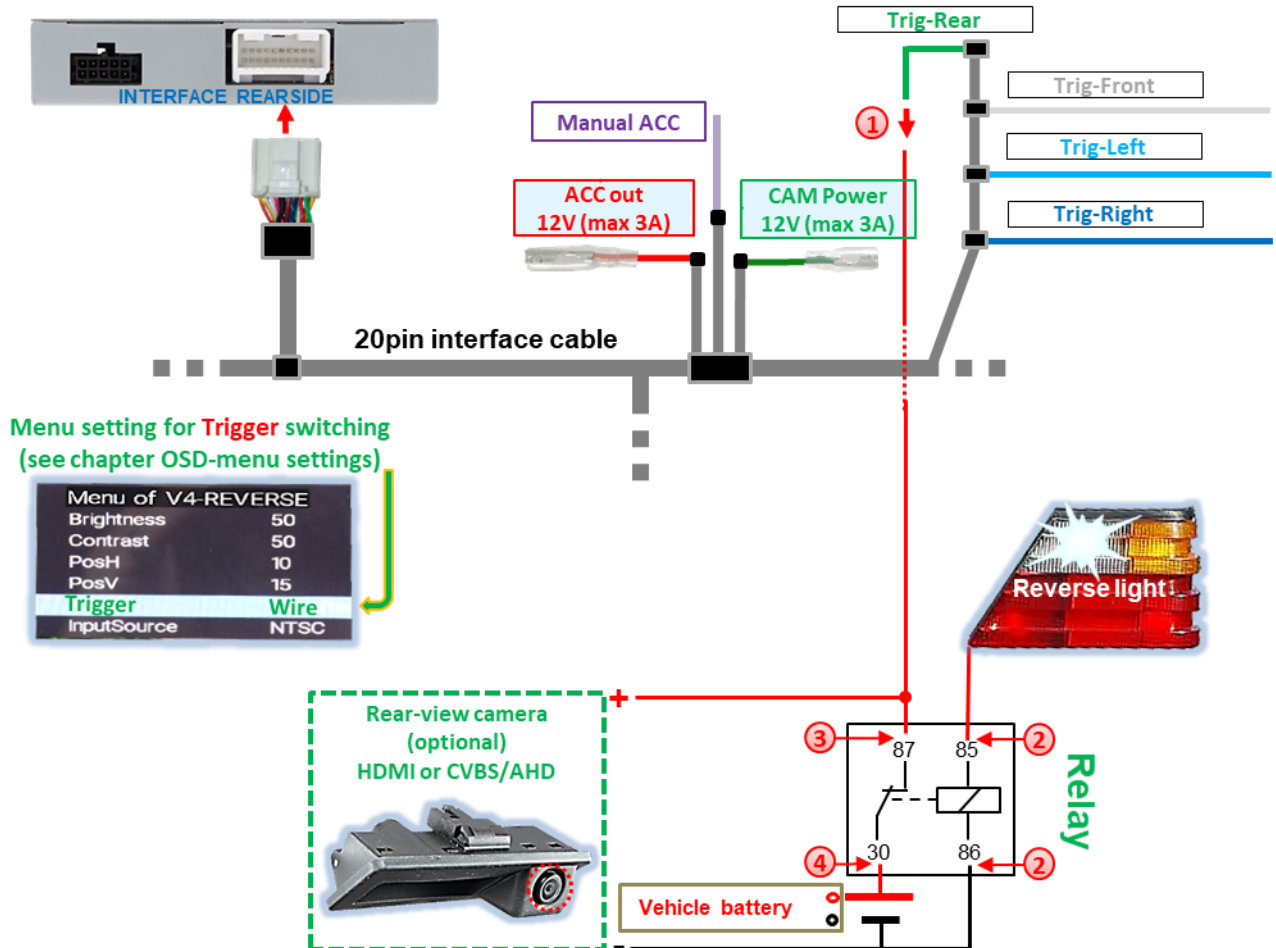 Trig-Rear
INTERFACE REARSIDE
Trig-Front
Manual ACC
1
Trig-Left
ACC out
12V (max 3A)
CAM Power
12V (max 3A)
Trig-Right
20pin interface cable
Menu setting for Trigger switching
(see chapter OSD-menu settings)
Menu of V4-REVERSE
Brightness 50
Contrast 50
PosH 10
PosV 15
Trigger Wire
InputSource NTSC
Reverse light
+
Rear-view camera
(optional)
HDMI or CVBS/AHD
3
87
85
2
Relay
4
30
86
2
Vehicle battery
-